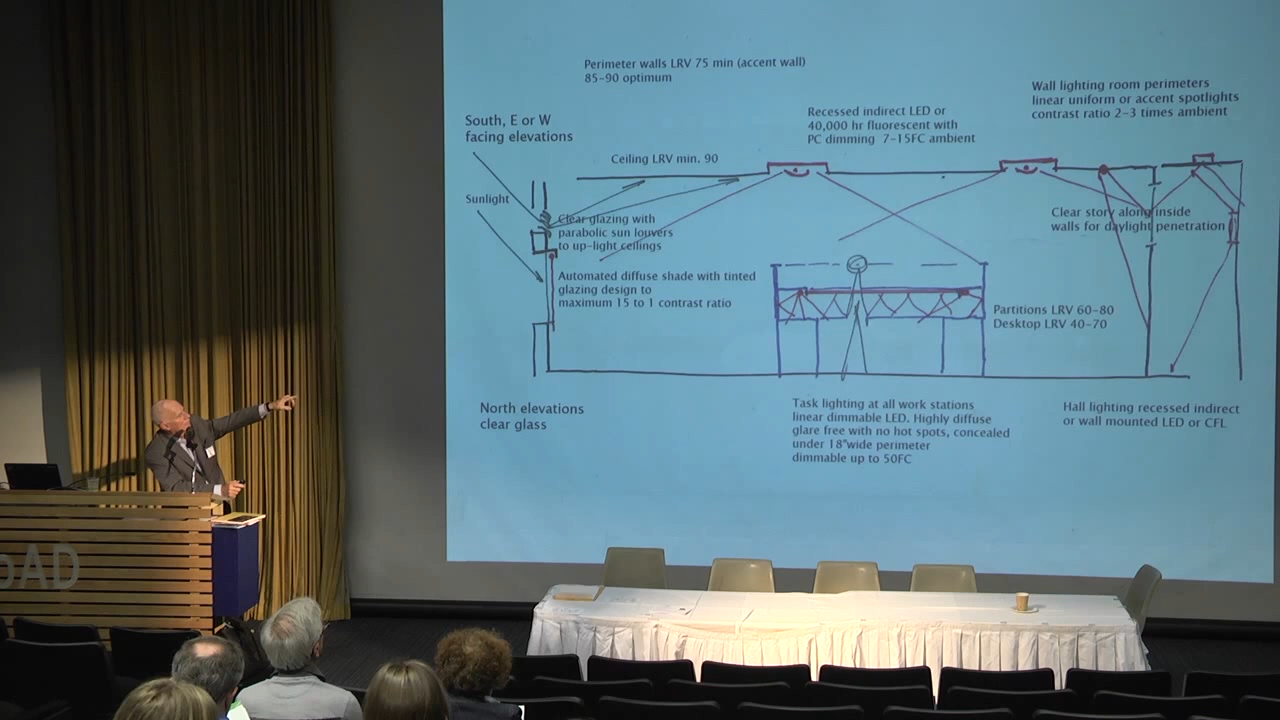 Perimeter walls LRV 75 min (accent wall)
85-90 optimum
Wall lighting room perimeters
linear uniform or accent spotlights
contrast ratio 2-3 times ambient
South, E or W
facing elevations
Recessed indirect LED or
40,000 hr fluorescent with
PC dimming 7-15FC ambient
Ceiling LRV min. 90
Sunlight
Clear glazing with
parabolic sun louvers
to up-light ceilings
Clear story along inside
walls for daylight penetration
Automated diffuse shade with tinted
glazing design to
maximum 15 to 1 contrast ratio
Partitions LRV 60-80
Desktop LRV 40-70
North elevations
clear glass
Task lighting at all work stations
linear dimmable LED. Highly diffuse
glare free with no hot spots, concealed
under 18"wide perimeter
dimmable up to 50FC
Hall lighting recessed indirect
or wall mounted LED or CFL
AD